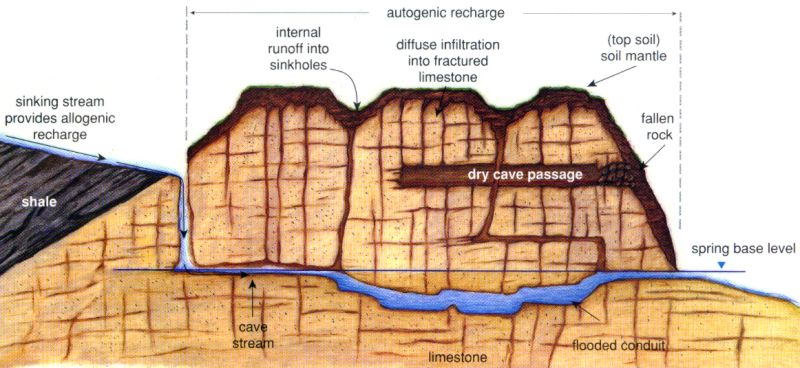 autogenic recharge
internal
runoff into
sinkholes
diffuse infiltration
into fractured
limestone
(top soil)
soil mantle
sinking stream
provides allogenic
recharge
fallen
rock
dry cave passage
shale
spring base level
cave
stream
flooded conduit
limestone